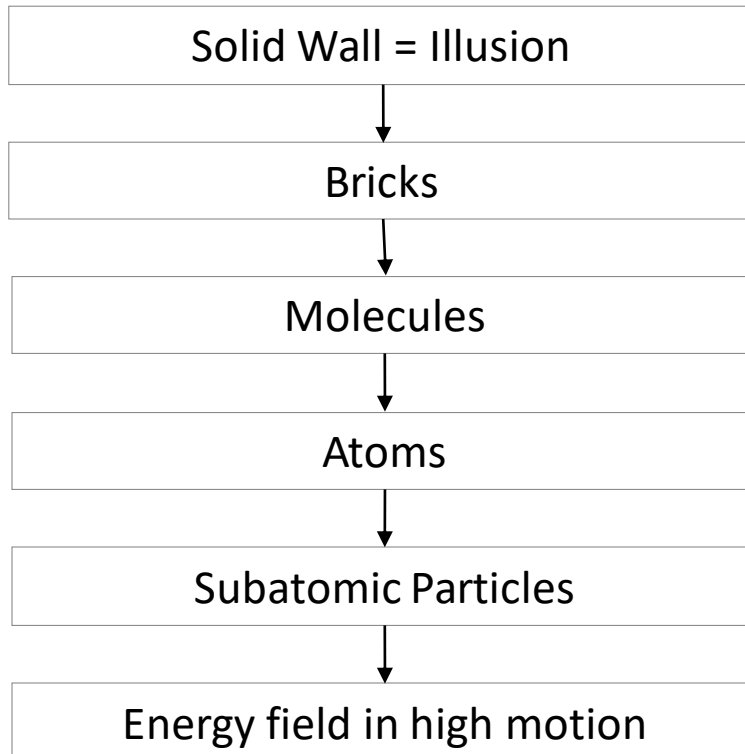 Solid Wall = Illusion
Bricks
Molecules
Atoms
Subatomic Particles
Energy field in high motion